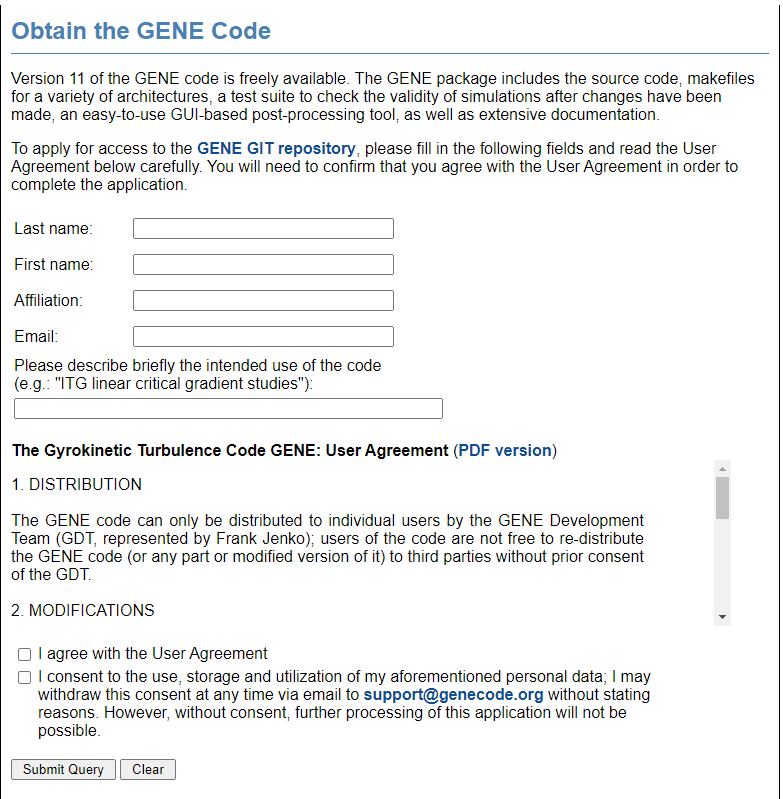 Obtain the GENE Code
Version 11 of the GENE code is freely available. The GENE package includes the source code, makefiles
for a variety of architectures, a test suite to check the validity of simulations after changes have been
made, an easy-to-use GUI-based post-processing tool, as well as extensive documentation.
To apply for access to the GENE GIT repository, please fill in the following fields and read the User
Agreement below carefully. You will need to confirm that you agree with the User Agreement in order to
complete the application.
Last name:
First name:
Affiliation:
Email:
Please describe briefly the intended use of the code
(e.g.: "ITG linear critical gradient studies"):
The Gyrokinetic Turbulence Code GENE: User Agreement (PDF version)
1. DISTRIBUTION
The GENE code can only be distributed to individual users by the GENE Development
Team (GDT, represented by Frank Jenko); users of the code are not free to re-distribute
the GENE code (or any part or modified version of it) to third parties without prior consent
of the GDT.
2. MODIFICATIONS
I agree with the User Agreement
I consent to the use, storage and utilization of my aforementioned personal data; I may
withdraw this consent at any time via email to support@genecode.org without stating
reasons. However, without consent, further processing of this application will not be
possible.
Submit Query Clear